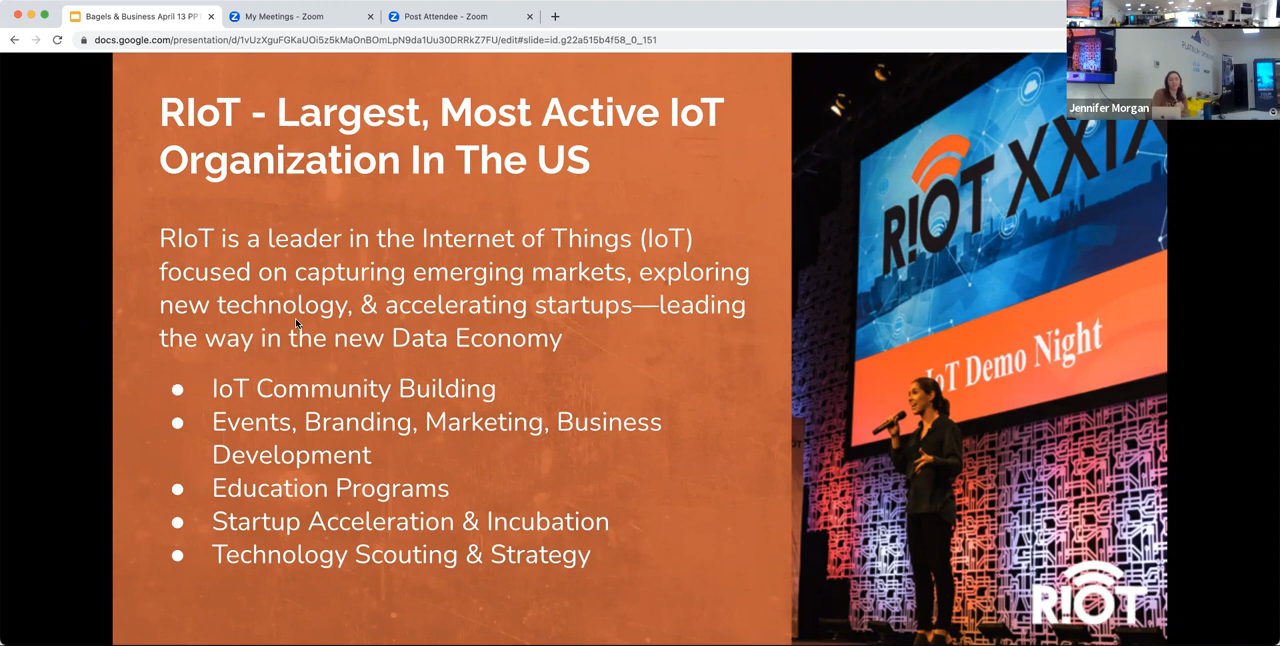 Bagels & Business April 13 PP
My Meetings - Zoom
Post Attendee - Zoom
docs.google.com/presentation/d/1vUzXguFGKaUOi5z5kMaOnBOmLpN9da1Uu30DRRkZ7FU/edit#slide=id.g22a515b4f58_0_151
Jennifer Morgan
RIoT - Largest, Most Active IoT
Organization In The US
RIoT is a leader in the Internet of Things (IoT)
focused on capturing emerging markets, exploring
new technology, & accelerating startups—leading
the way in the new Data Economy
● IoT Community Building
● Events, Branding, Marketing, Business
Development
● Education Programs
● Startup Acceleration & Incubation
● Technology Scouting & Strategy
R!OT XXIX
IoT Demo Night
R!OT